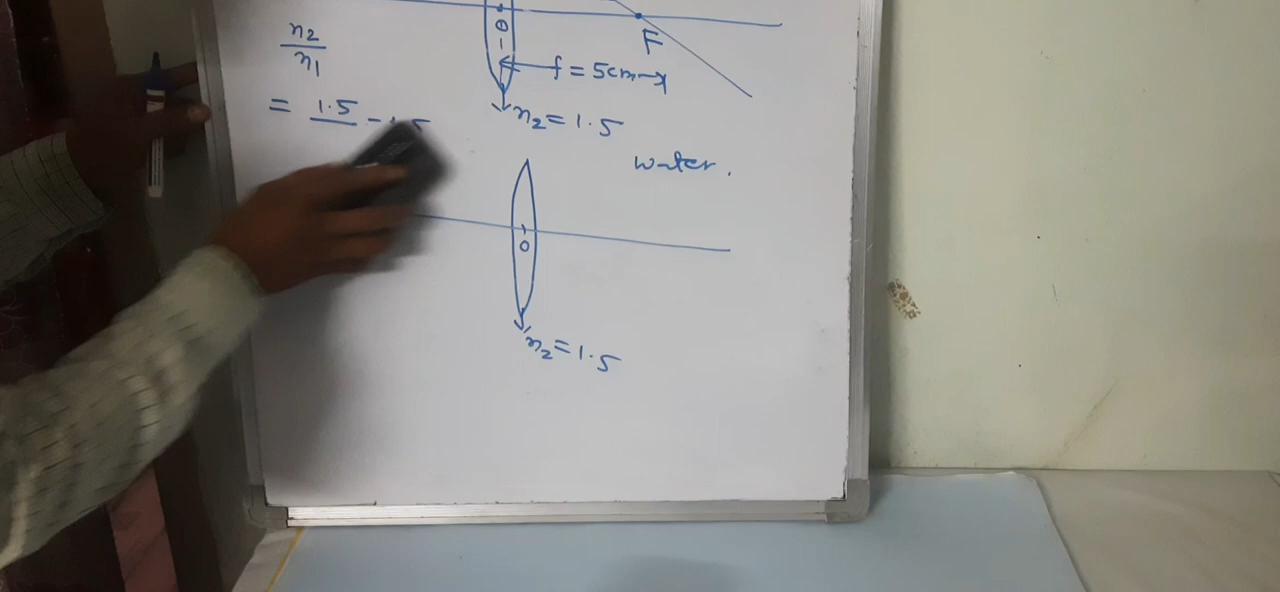 n₂
n₁
= 1.5
O
F
f = 5cm
n₂ = 1.5
water.
O
n₂ = 1.5